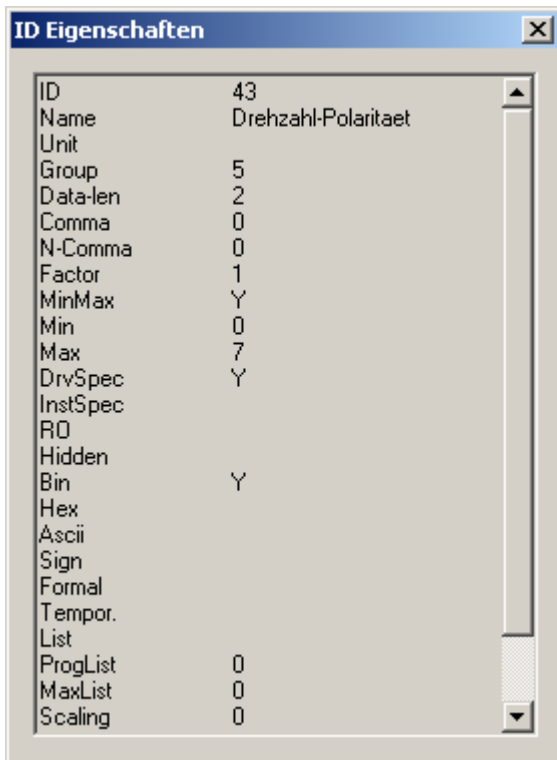 ID Eigenschaften
ID 43
Name Drehzahl-Polaritaet
Unit
Group 5
Data-len 2
Comma 0
N-Comma 0
Factor 1
MinMax Y
Min 0
Max 7
DrvSpec Y
InstSpec
RO
Hidden
Bin Y
Hex
Ascii
Sign
Formal
Tempor.
List
ProgList 0
MaxList 0
Scaling 0